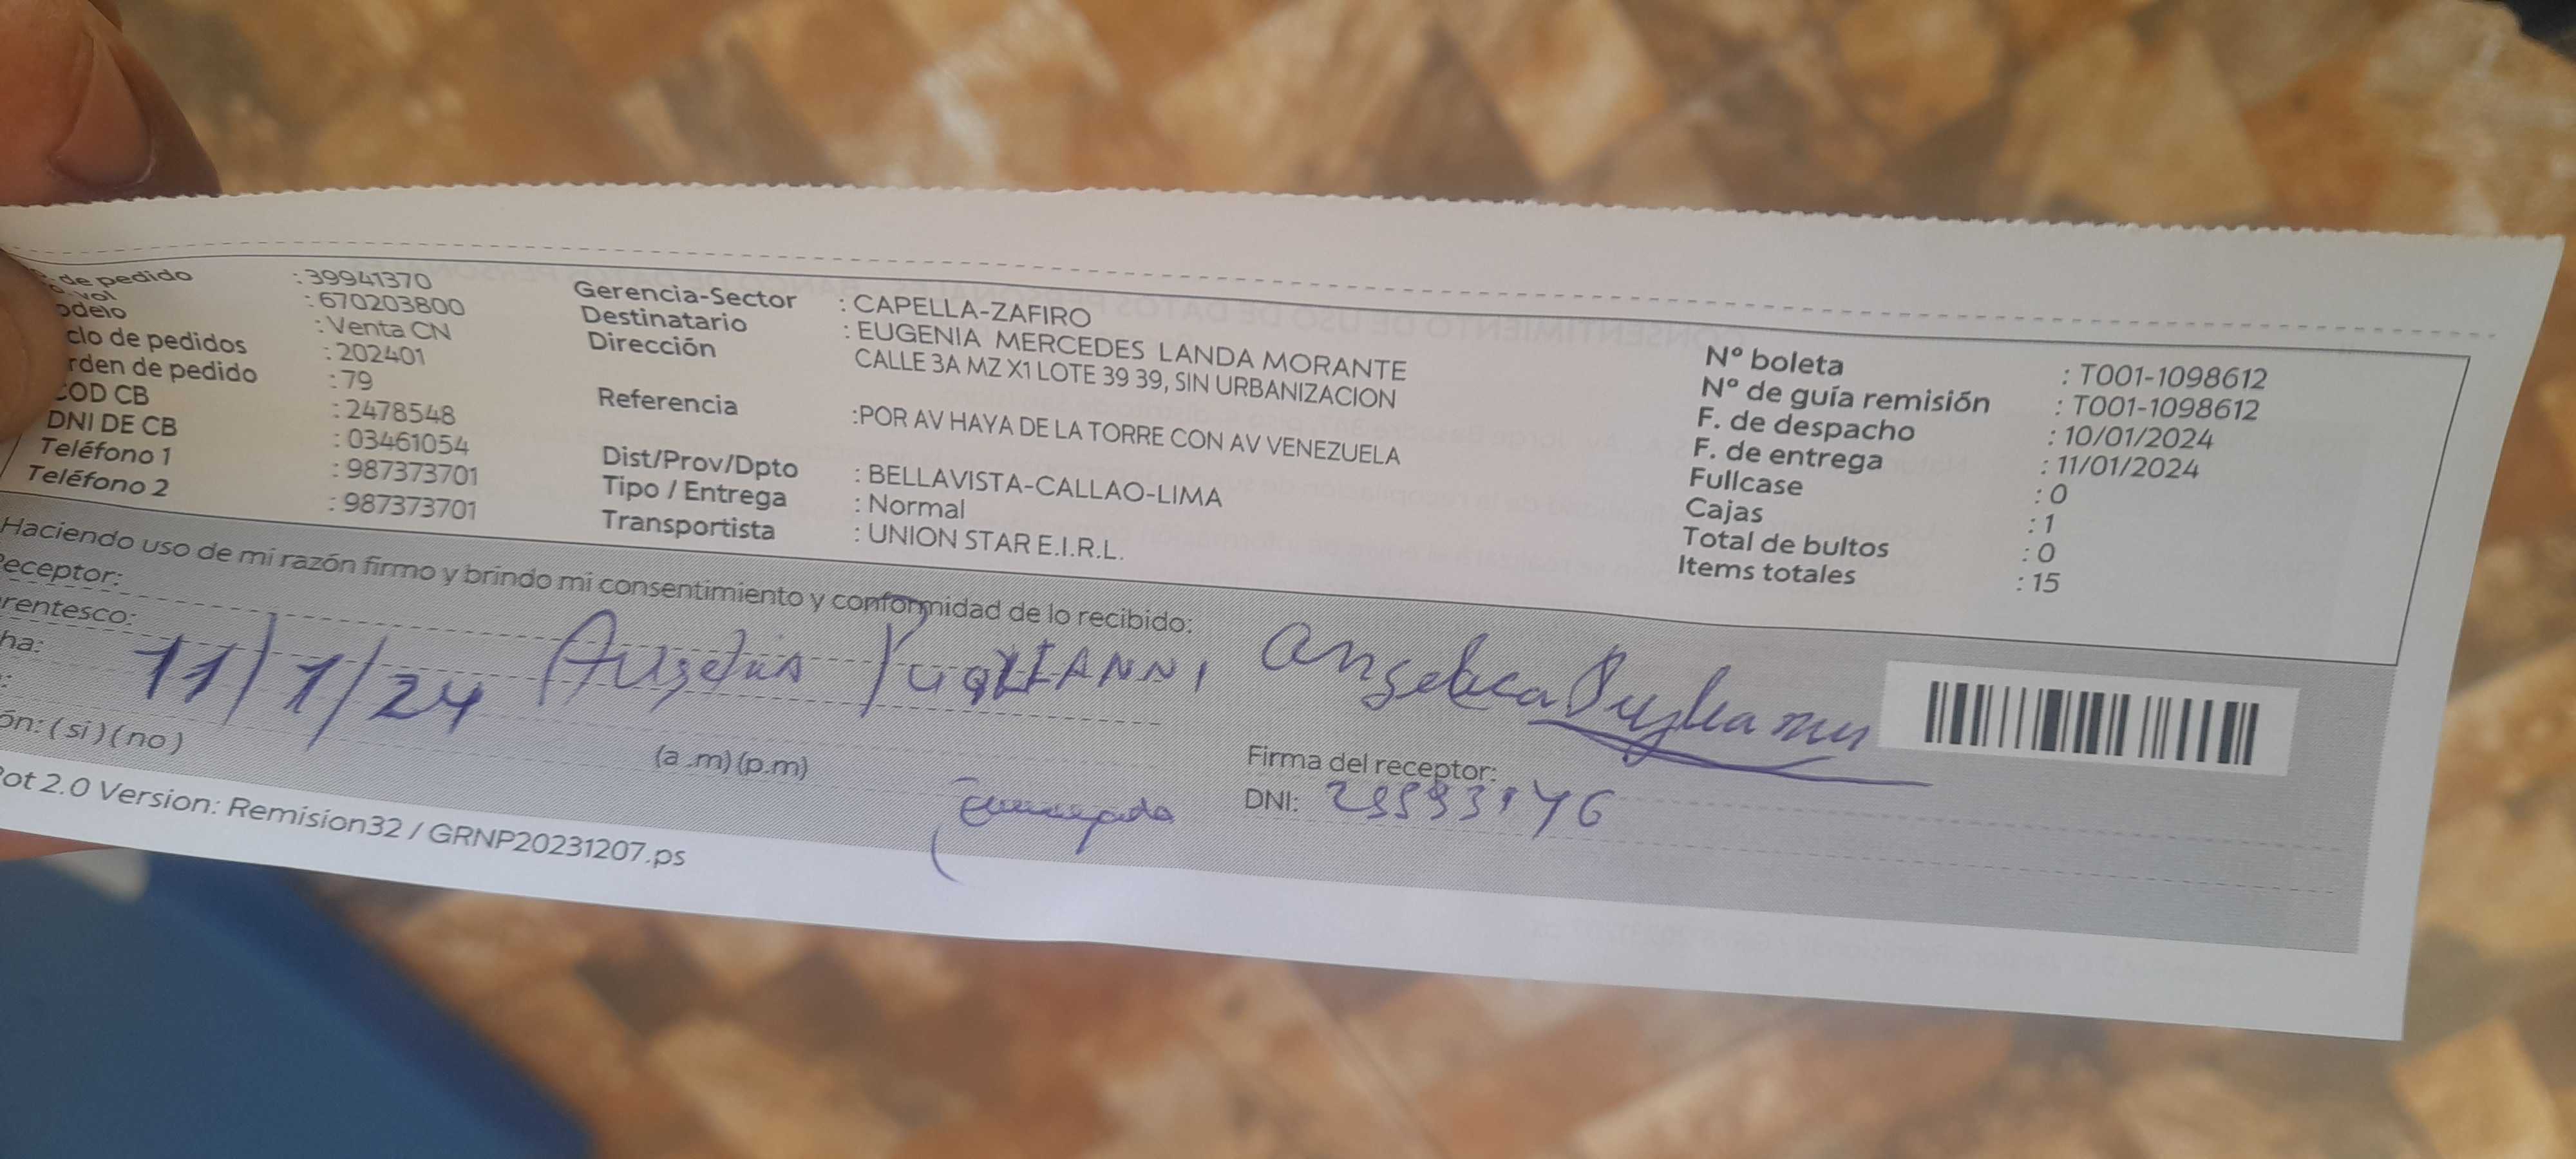 de pedido : 39941370
o. vol : 670203800
odelo : Venta CN
clo de pedidos : 202401
rden de pedido : 79
COD CB : 2478548
DNI DE CB : 03461054
Teléfono 1 : 987373701
Teléfono 2 : 987373701
Gerencia-Sector : CAPELLA-ZAFIRO
Destinatario : EUGENIA MERCEDES LANDA MORANTE
Dirección CALLE 3A MZ X1 LOTE 39 39, SIN URBANIZACION
Referencia :POR AV HAYA DE LA TORRE CON AV VENEZUELA
Dist/Prov/Dpto : BELLAVISTA-CALLAO-LIMA
Tipo / Entrega : Normal
Transportista : UNION STAR E.I.R.L.
Nº boleta : T001-1098612
Nº de guía remisión : T001-1098612
F. de despacho : 10/01/2024
F. de entrega : 11/01/2024
Fullcase : 0
Cajas : 1
Total de bultos : 0
Items totales : 15
Haciendo uso de mi razón firmo y brindo mi consentimiento y conformidad de lo recibido:
Receptor:
rentesco:
ha: 11/1/24
ón: ( si ) ( no )
(a .m) (p.m)
Firma del receptor:
DNI:
ot 2.0 Version: Remision32 / GRNP20231207.ps